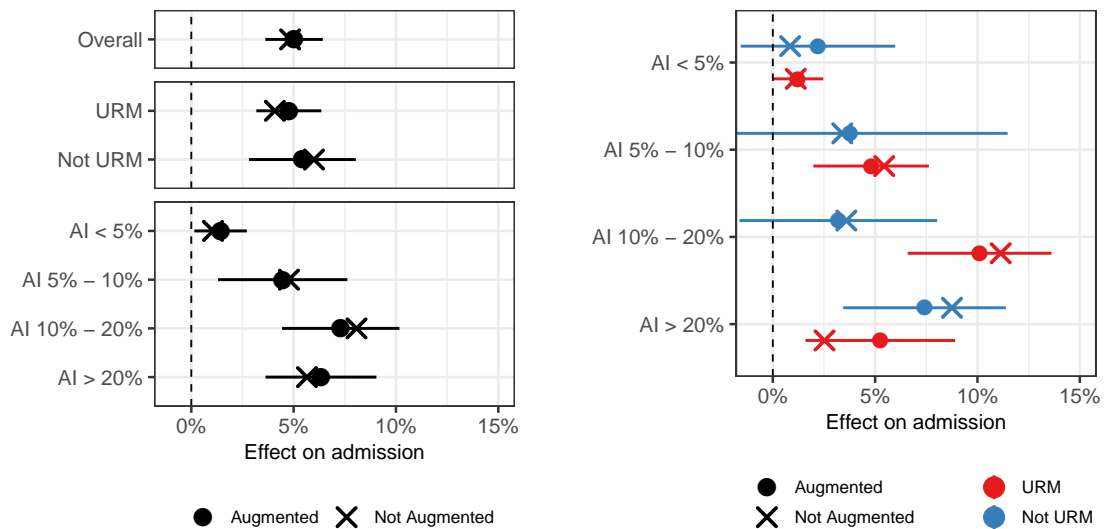 Overall
URM
Not URM
AI < 5%
AI 5% − 10%
AI 10% − 20%
AI > 20%
0% 5% 10% 15%
Effect on admission
Augmented Not Augmented
AI < 5%
AI 5% − 10%
AI 10% − 20%
AI > 20%
0% 5% 10% 15%
Effect on admission
Augmented URM
Not Augmented Not URM